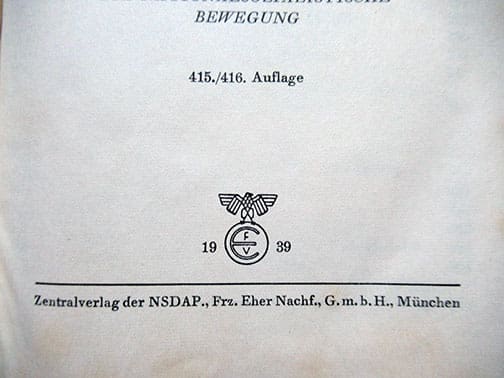 BEWEGUNG
415./416. Auflage
F
E
V
19 39
Zentralverlag der NSDAP., Frz. Eher Nachf., G. m. b. H., München